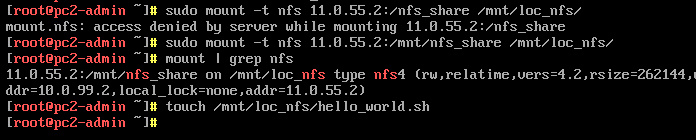 [root@pc2-admin ~]# sudo mount -t nfs 11.0.55.2:/nfs_share /mnt/loc_nfs/
mount.nfs: access denied by server while mounting 11.0.55.2:/nfs_share
[root@pc2-admin ~]# sudo mount -t nfs 11.0.55.2:/mnt/nfs_share /mnt/loc_nfs/
[root@pc2-admin ~]# mount | grep nfs
11.0.55.2:/mnt/nfs_share on /mnt/loc_nfs type nfs4 (rw,relatime,vers=4.2,rsize=262144,
ddr=10.0.99.2,local_lock=none,addr=11.0.55.2)
[root@pc2-admin ~]# touch /mnt/loc_nfs/hello_world.sh
[root@pc2-admin ~]#